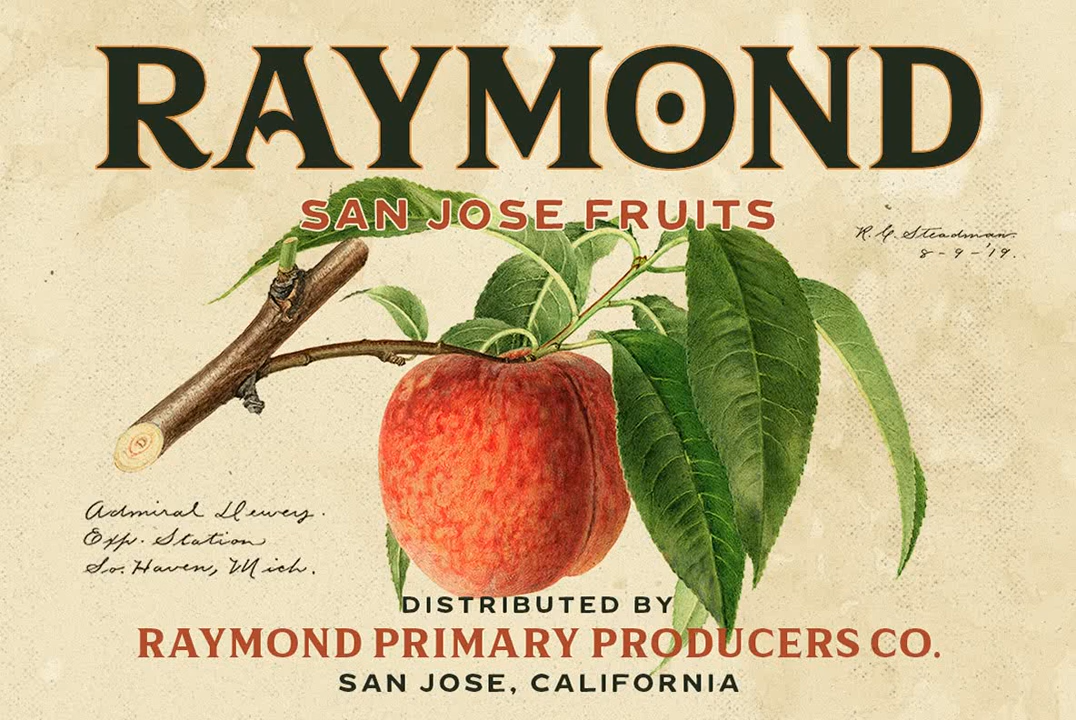 RAYMOND
SAN JOSE FRUITS
R. G. Steadman.
8-9-'19.
Admiral Dewey.
Exp. Station
So. Haven, Mich.
DISTRIBUTED BY
RAYMOND PRIMARY PRODUCERS CO.
SAN JOSE, CALIFORNIA